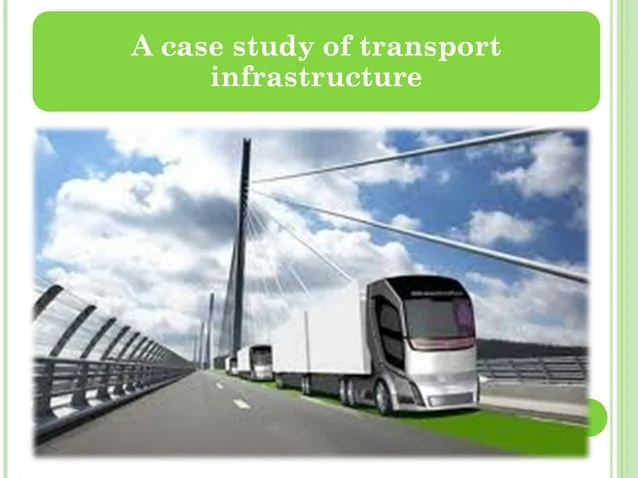 A case study of transport
infrastructure